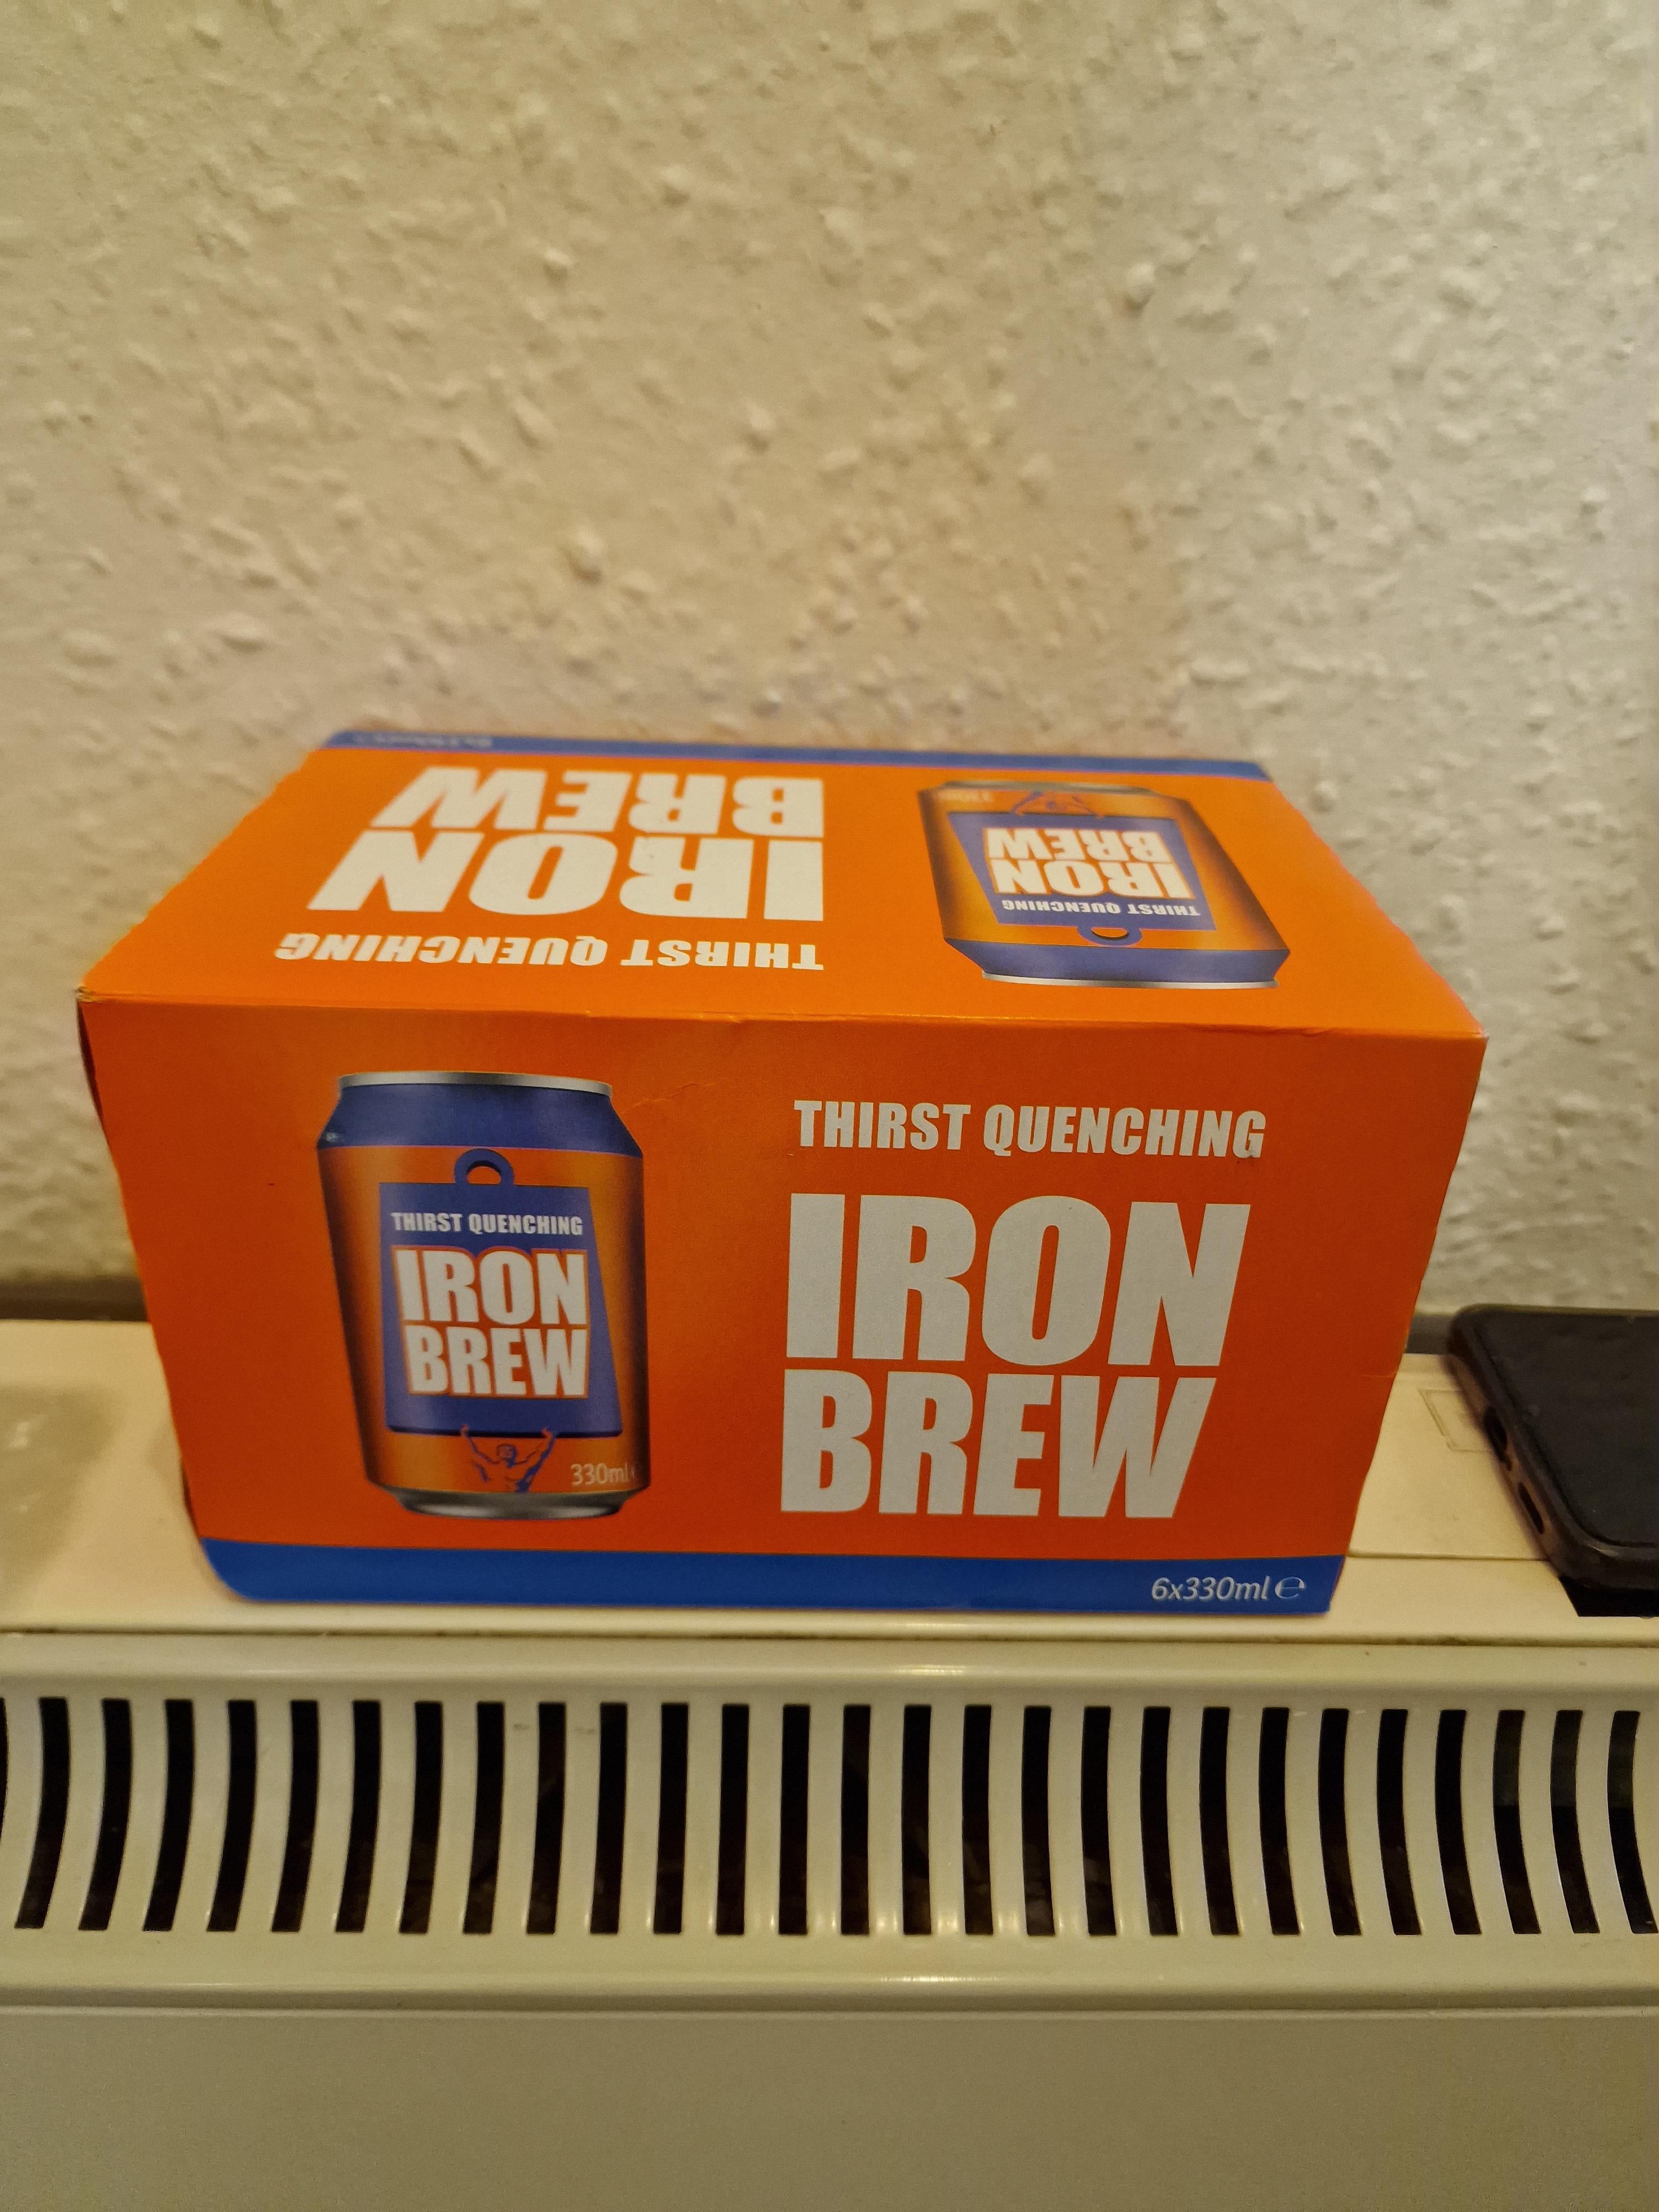 THIRST QUENCHING
IRON
BREW
THIRST QUENCHING
IRON
BREW
THIRST QUENCHING
IRON
BREW
330ml
THIRST QUENCHING
IRON
BREW
6x330ml ℮